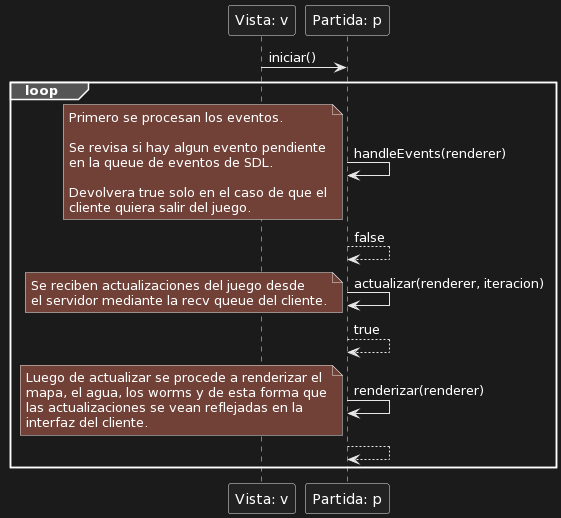 Vista: v
Partida: p
iniciar()
loop
Primero se procesan los eventos.
Se revisa si hay algun evento pendiente
en la queue de eventos de SDL.
Devolvera true solo en el caso de que el
cliente quiera salir del juego.
handleEvents(renderer)
false
Se reciben actualizaciones del juego desde
el servidor mediante la recv queue del cliente.
actualizar(renderer, iteracion)
true
Luego de actualizar se procede a renderizar el
mapa, el agua, los worms y de esta forma que
las actualizaciones se vean reflejadas en la
interfaz del cliente.
renderizar(renderer)
Vista: v
Partida: p